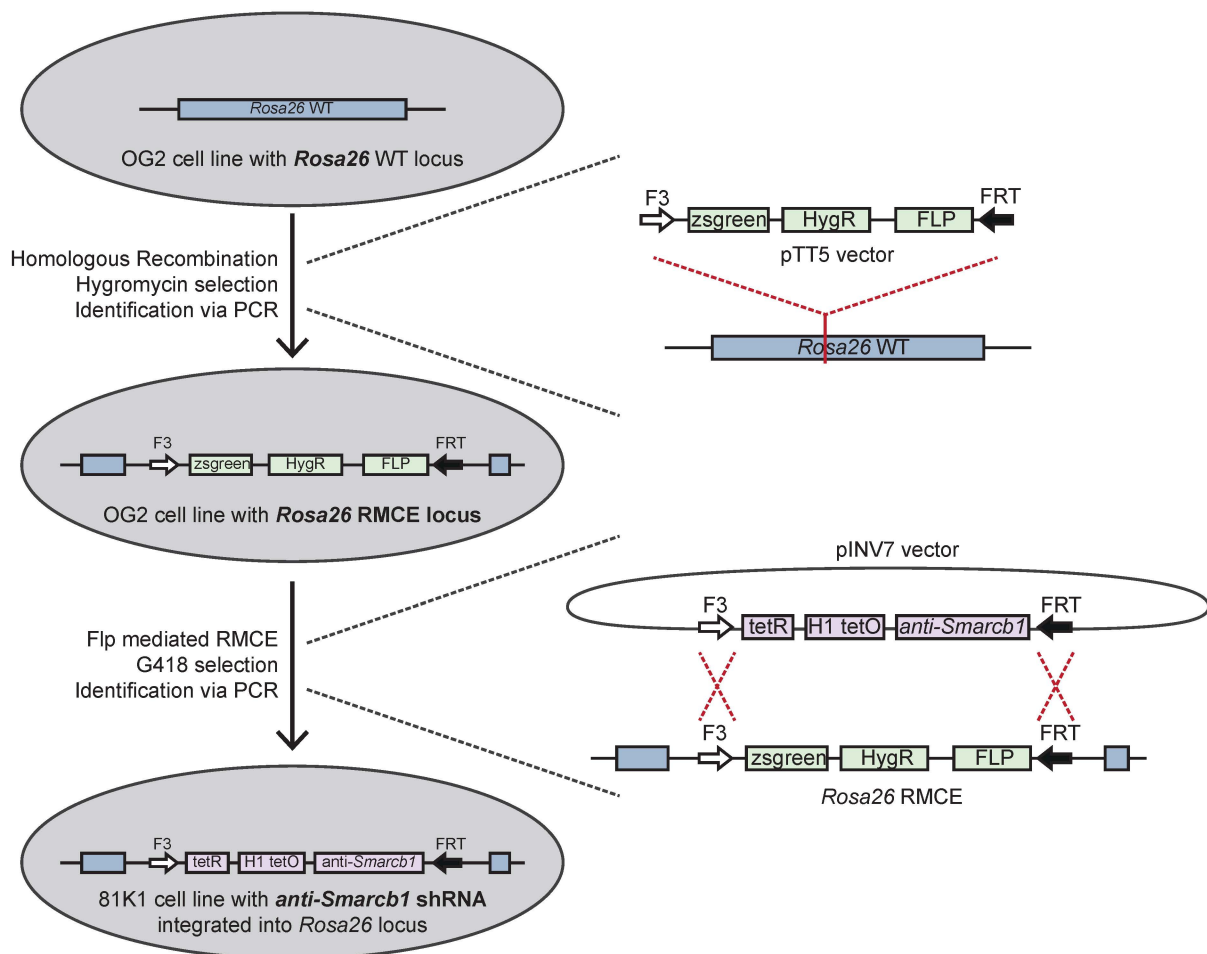 Rosa26 WT
OG2 cell line with Rosa26 WT locus
Homologous Recombination
Hygromycin selection
Identification via PCR
F3
FRT
zsgreen
HygR
FLP
pTT5 vector
Rosa26 WT
F3
FRT
zsgreen
HygR
FLP
OG2 cell line with Rosa26 RMCE locus
Flp mediated RMCE
G418 selection
Identification via PCR
pINV7 vector
F3
FRT
tetR
H1 tetO
anti-Smarcb1
F3
FRT
zsgreen
HygR
FLP
Rosa26 RMCE
F3
FRT
tetR
H1 tetO
anti-Smarcb1
81K1 cell line with anti-Smarcb1 shRNA
integrated into Rosa26 locus